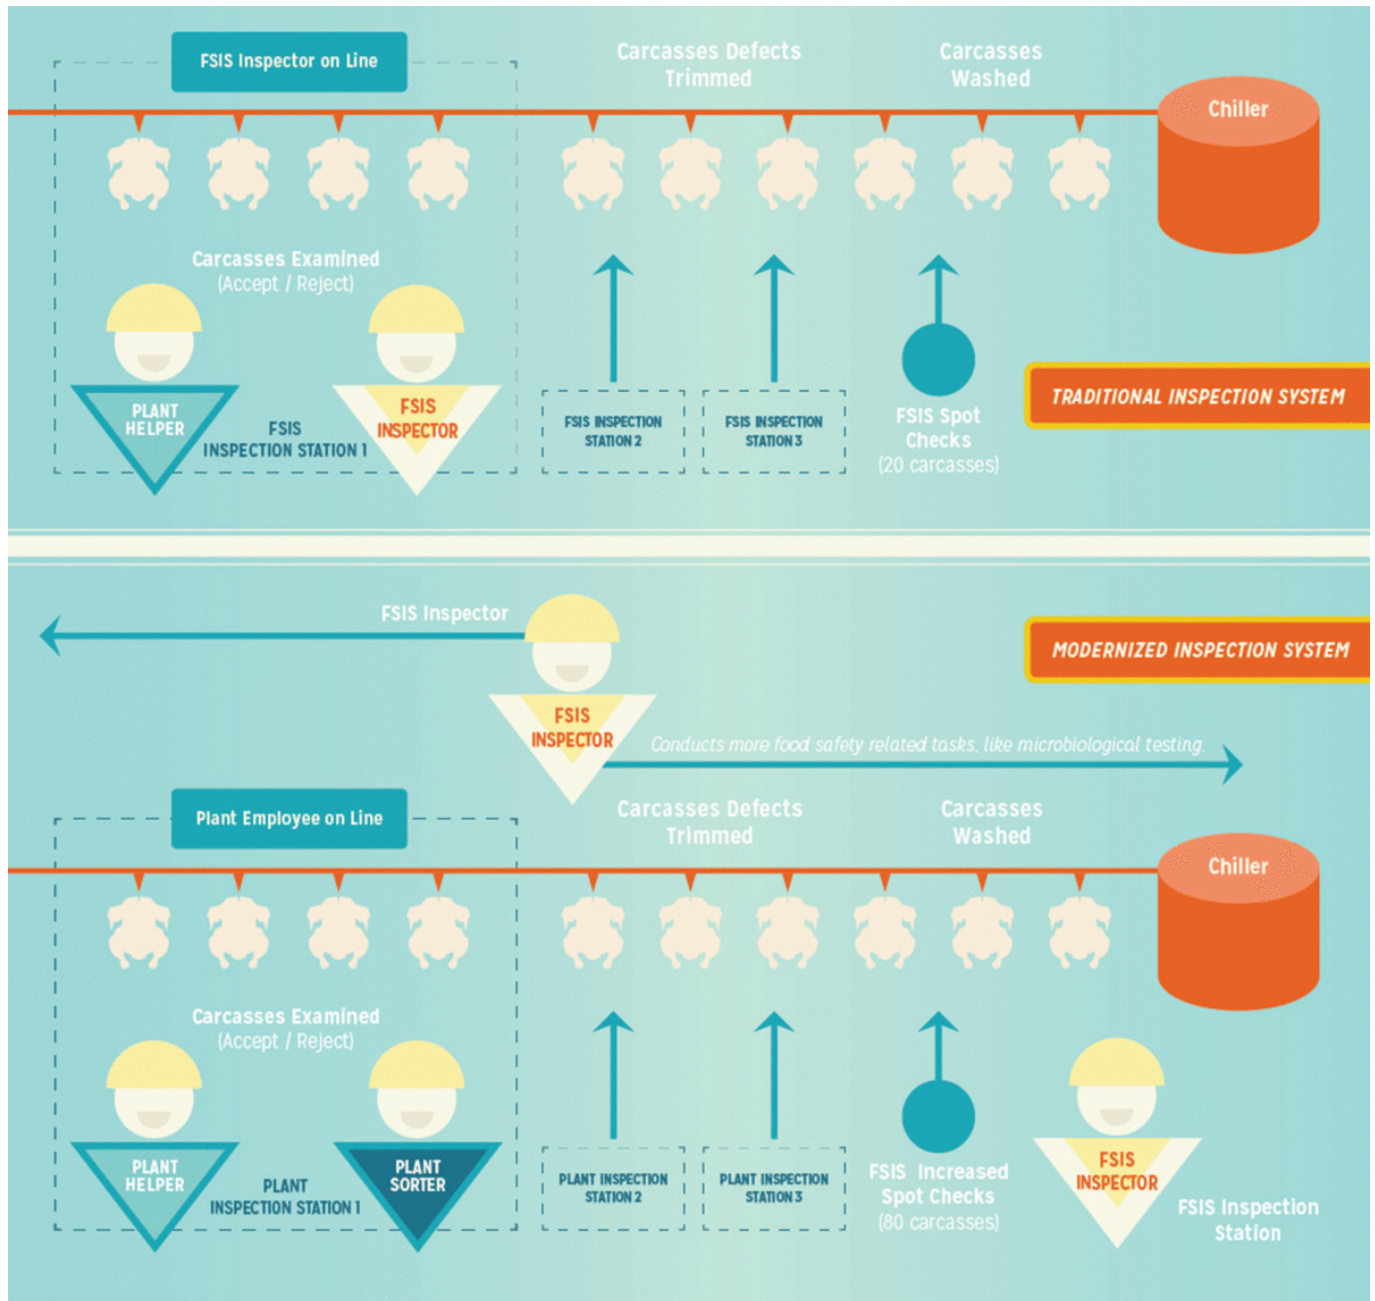 FSIS Inspector on Line
Carcasses Defects
Trimmed
Carcasses
Washed
Chiller
Carcasses Examined
(Accept / Reject)
PLANT
HELPER
FSIS
INSPECTION STATION 1
FSIS
INSPECTOR
FSIS INSPECTION
STATION 2
FSIS INSPECTION
STATION 3
FSIS Spot
Checks
(20 carcasses)
TRADITIONAL INSPECTION SYSTEM
FSIS Inspector
MODERNIZED INSPECTION SYSTEM
FSIS
INSPECTOR
Conducts more food safety related tasks, like microbiological testing.
Plant Employee on Line
Carcasses Defects
Trimmed
Carcasses
Washed
Chiller
Carcasses Examined
(Accept / Reject)
PLANT
HELPER
PLANT
INSPECTION STATION 1
PLANT
SORTER
PLANT INSPECTION
STATION 2
PLANT INSPECTION
STATION 3
FSIS Increased
Spot Checks
(80 carcasses)
FSIS
INSPECTOR
FSIS Inspection
Station